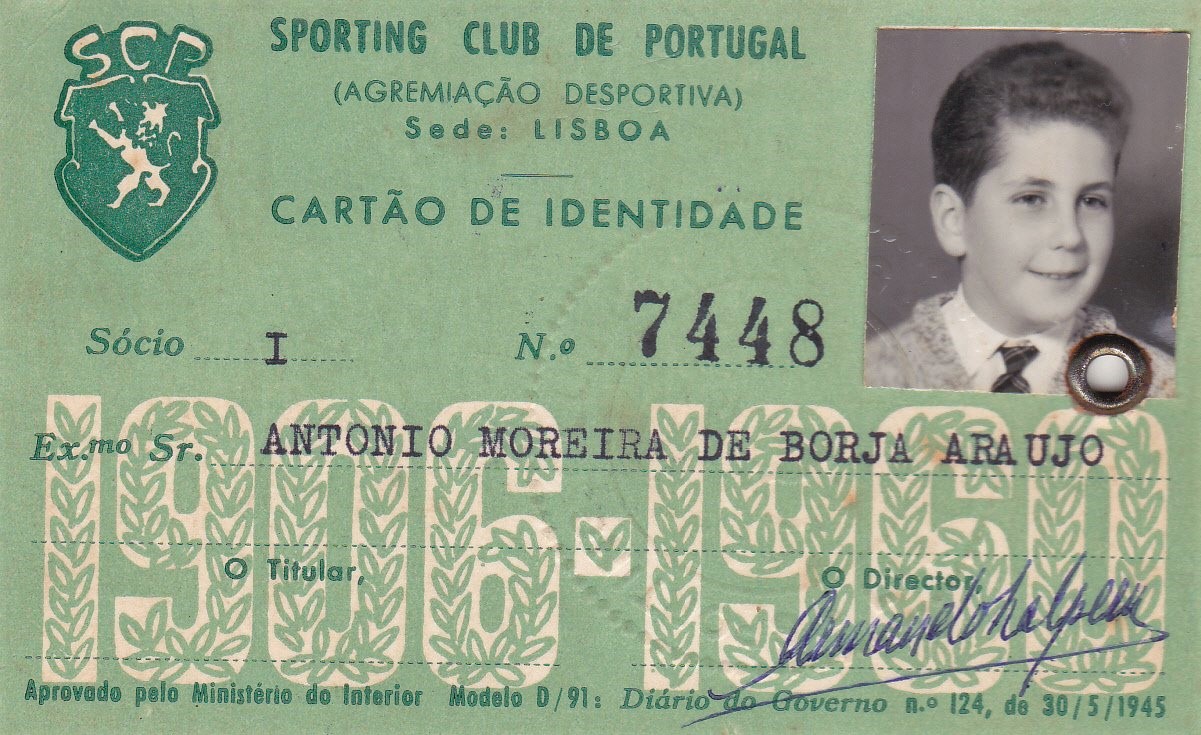 SCP
SPORTING CLUB DE PORTUGAL
(AGREMIAÇÃO DESPORTIVA)
Sede: LISBOA
CARTÃO DE IDENTIDADE
Sócio I N.º 7448
1906-1960
Ex.mo Sr. ANTONIO MOREIRA DE BORJA ARAUJO
O Titular, O Director
Aprovado pelo Ministério do Interior Modelo D/91: Diário do Governo n.º 124, de 30/5/1945